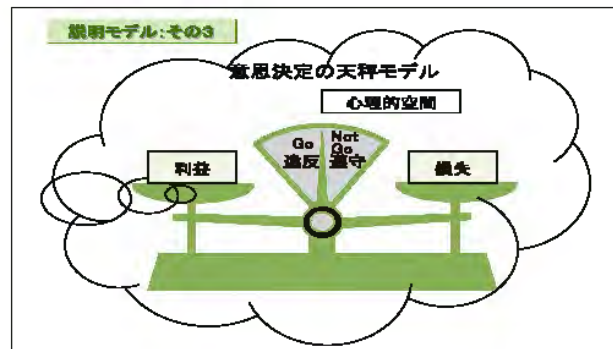 説明モデル：その３
意思決定の天秤モデル
心理的空間
Go
違反
Not
Go
遵守
利益
損失